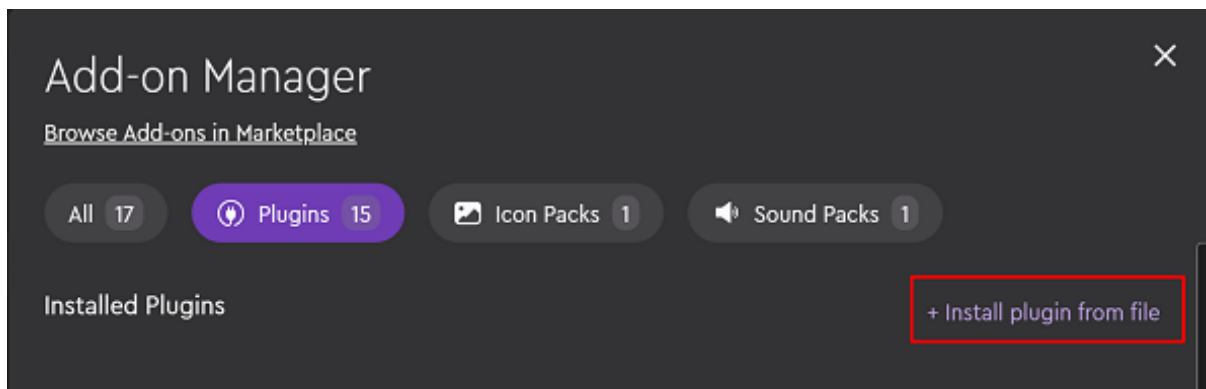 Add-on Manager
Browse Add-ons in Marketplace
All 17 Plugins 15 Icon Packs 1 Sound Packs 1
Installed Plugins + Install plugin from file